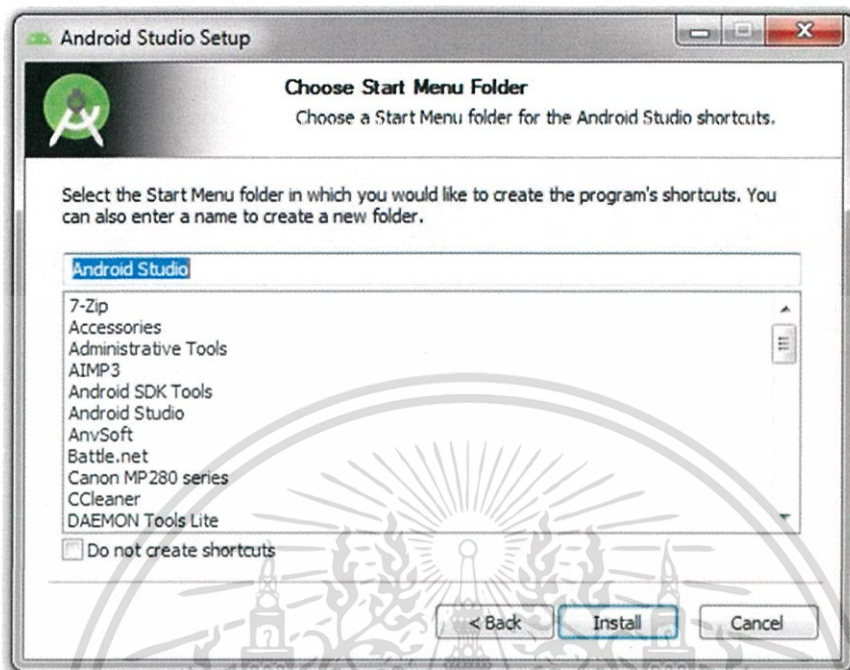 Android Studio Setup
Choose Start Menu Folder
Choose a Start Menu folder for the Android Studio shortcuts.
Select the Start Menu folder in which you would like to create the program's shortcuts. You
can also enter a name to create a new folder.
Android Studio
7-Zip
Accessories
Administrative Tools
AIMP3
Android SDK Tools
Android Studio
AnvSoft
Battle.net
Canon MP280 series
CCleaner
DAEMON Tools Lite
Do not create shortcuts
< Back
Install
Cancel